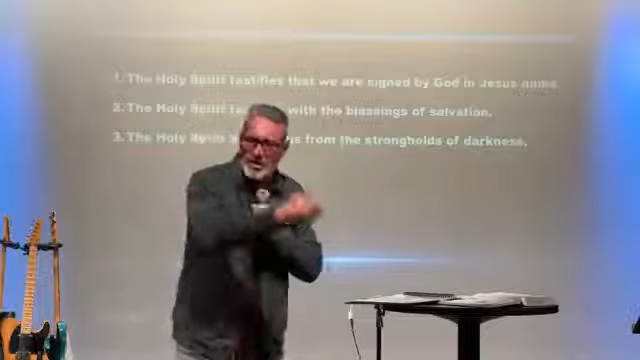 1. The Holy Spirit testifies that we are signed by God in Jesus name.
2. The Holy Spirit with the blessings of salvation.
3. The Holy from the strongholds of darkness.